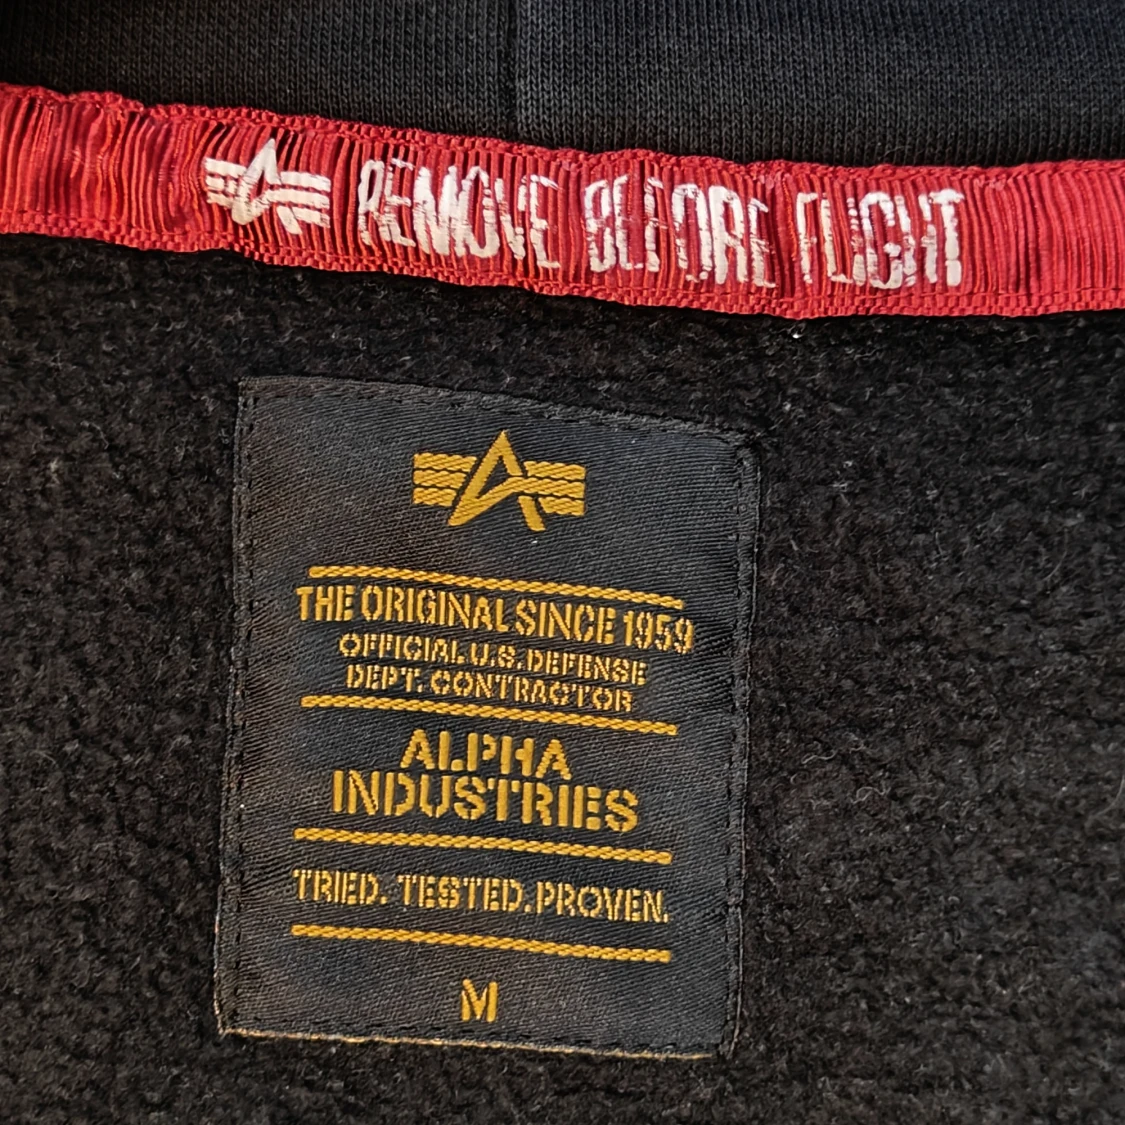 REMOVE BEFORE FLIGHT
THE ORIGINAL SINCE 1959
OFFICIAL U.S. DEFENSE
DEPT. CONTRACTOR
ALPHA
INDUSTRIES
TRIED. TESTED. PROVEN.
M